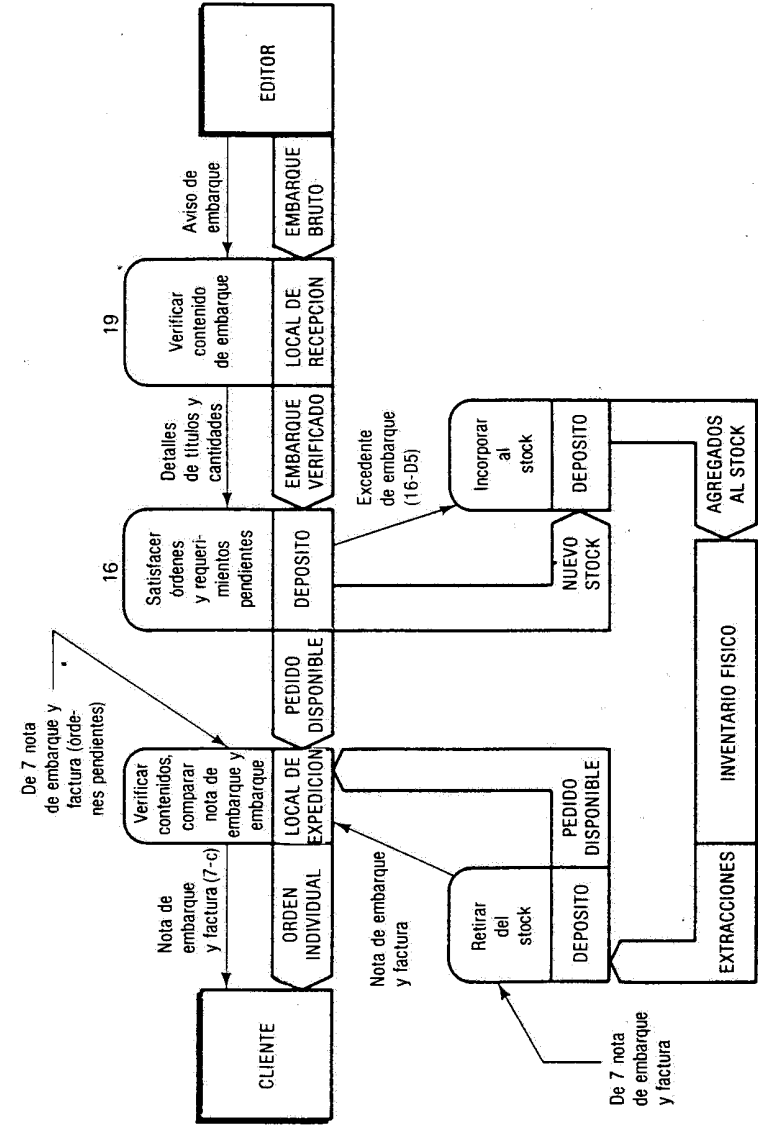 De 7 nota
de embarque y
factura (órde-
nes pendientes)
16
19
Nota de
embarque
y factura (7-c)
Verificar
contenidos,
comparar
nota de
embarque y
embarque
Satisfacer
órdenes
y requeri-
mientos
pendientes
Detalles
de títulos y
cantidades
Verificar
contenido
de embarque
Aviso de
embarque
CLIENTE
ORDEN
INDIVIDUAL
LOCAL DE
EXPEDICION
PEDIDO
DISPONIBLE
DEPOSITO
EMBARQUE
VERIFICADO
LOCAL DE
RECEPCION
EMBARQUE
BRUTO
EDITOR
Nota de embarque
y factura
Excedente
de embarque
(16-D5)
Retirar
del
stock
DEPOSITO
PEDIDO
DISPONIBLE
NUEVO
STOCK
Incorporar
al
stock
DEPOSITO
De 7 nota
de embarque
y factura
EXTRACCIONES
INVENTARIO FISICO
AGREGADOS
AL STOCK